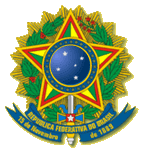 REPÚBLICA FEDERATIVA DO BRASIL
15 de Novembro de 1889